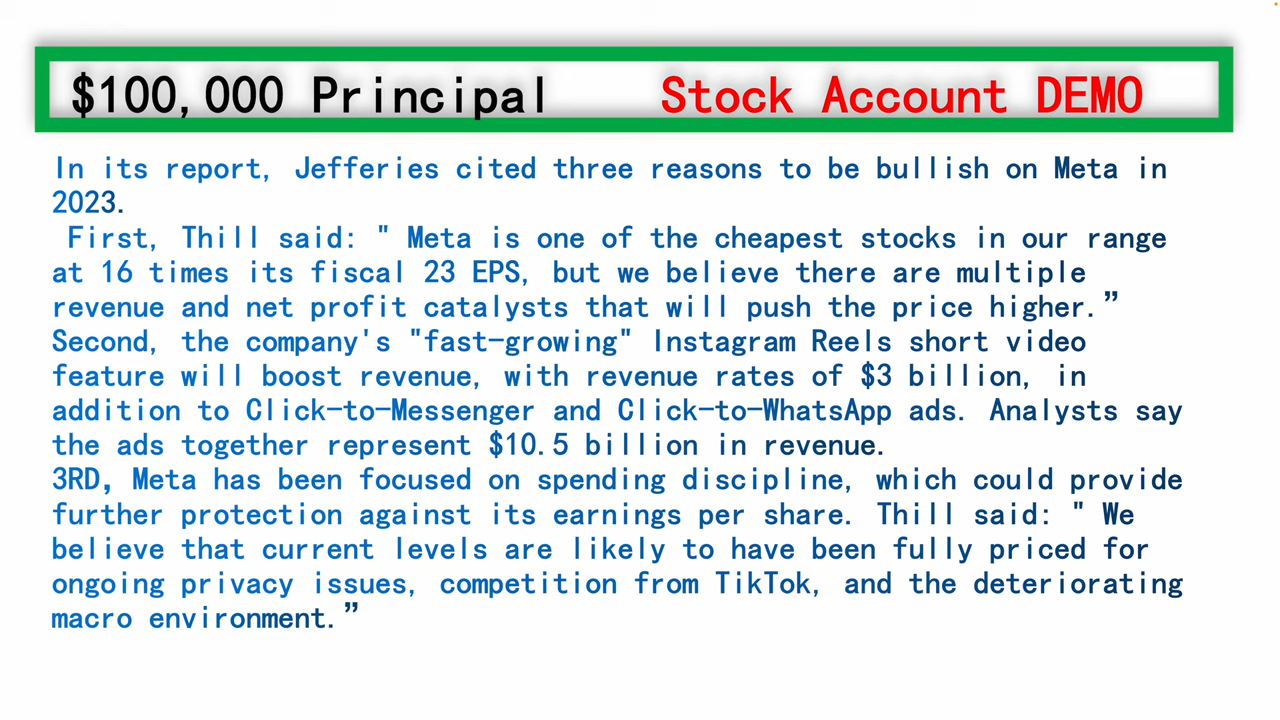 $100,000 Principal Stock Account DEMO
In its report, Jefferies cited three reasons to be bullish on Meta in
2023.
First, Thill said: " Meta is one of the cheapest stocks in our range
at 16 times its fiscal 23 EPS, but we believe there are multiple
revenue and net profit catalysts that will push the price higher.”
Second, the company's "fast-growing" Instagram Reels short video
feature will boost revenue, with revenue rates of $3 billion, in
addition to Click-to-Messenger and Click-to-WhatsApp ads. Analysts say
the ads together represent $10.5 billion in revenue.
3RD, Meta has been focused on spending discipline, which could provide
further protection against its earnings per share. Thill said: " We
believe that current levels are likely to have been fully priced for
ongoing privacy issues, competition from TikTok, and the deteriorating
macro environment.”